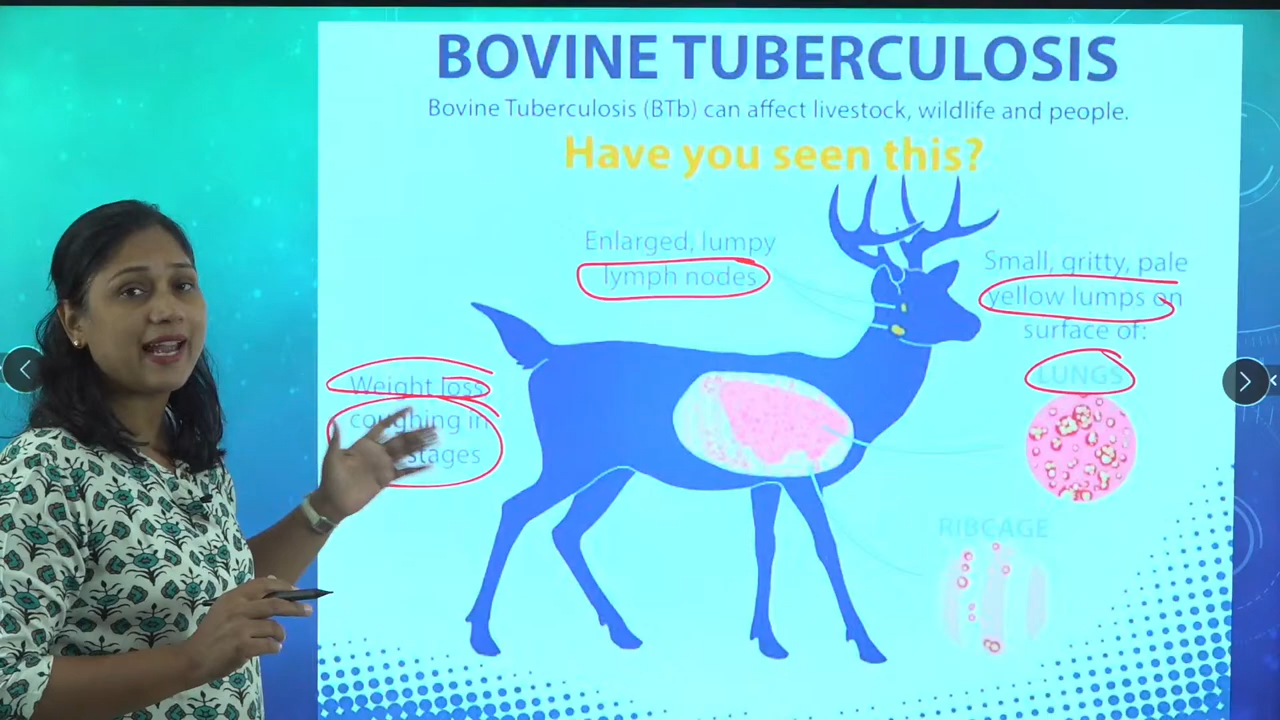 BOVINE TUBERCULOSIS
Bovine Tuberculosis (BTb) can affect livestock, wildlife and people.
Have you seen this?
Enlarged, lumpy
lymph nodes
Small, gritty, pale
yellow lumps on
surface of:
LUNGS
Weight loss
coughing in
stages
RIBCAGE